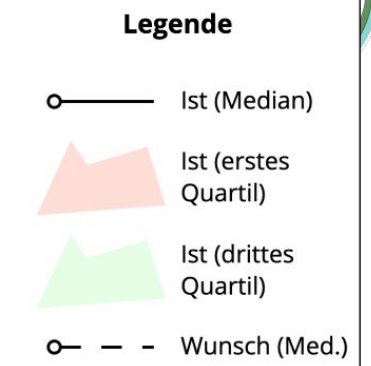 Legende
Ist (Median)
Ist (erstes
Quartil)
Ist (drittes
Quartil)
Wunsch (Med.)